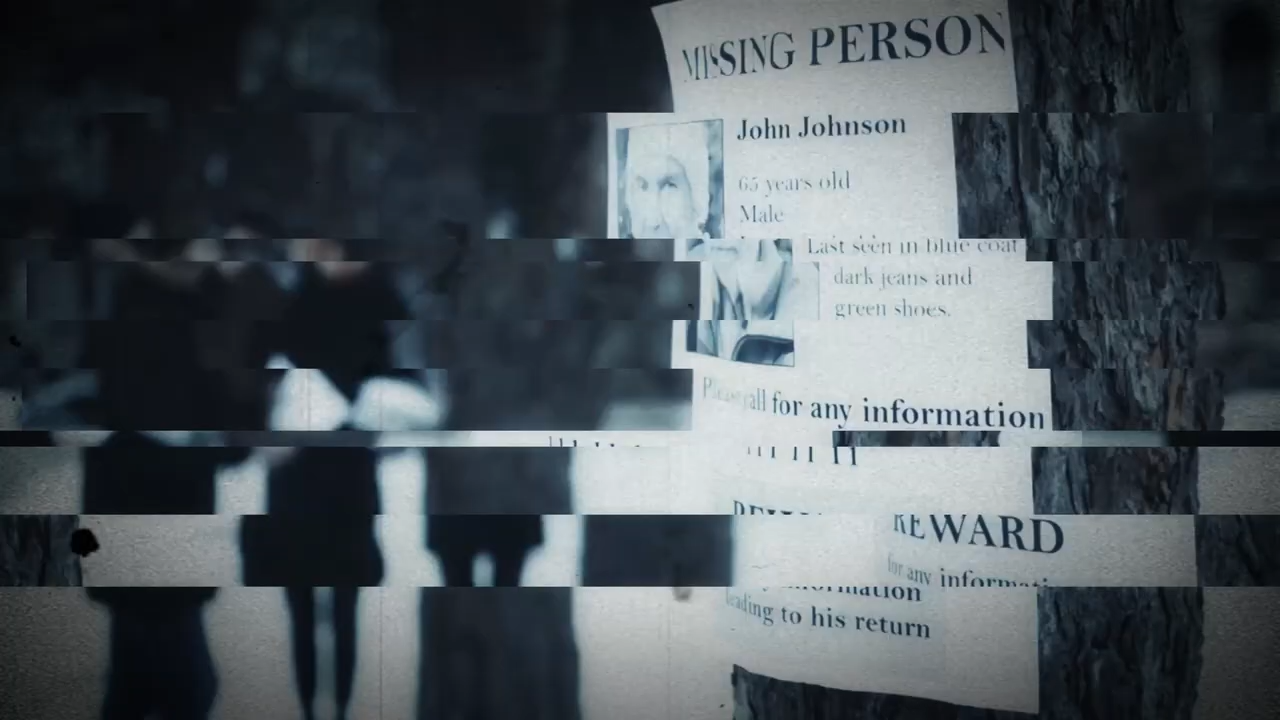 MISSING PERSON
John Johnson
65 years old
Male
Last seen in blue coat
dark jeans and
green shoes.
Please call for any information
REWARD
for any information
leading to his return